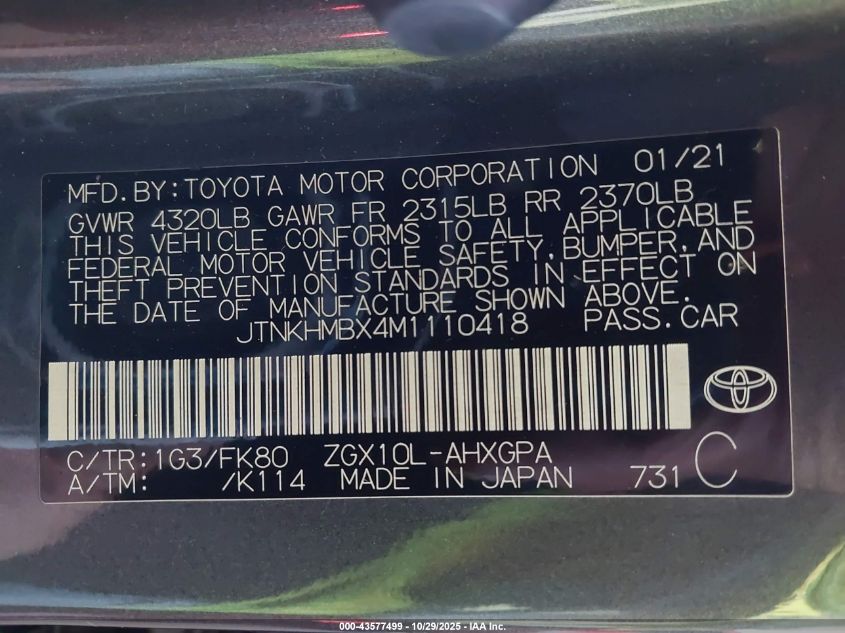 MFD.BY:TOYOTA MOTOR CORPORATION 01/21
GVWR 4320LB GAWR FR 2315LB RR 2370LB
THIS VEHICLE CONFORMS TO ALL APPLICABLE
FEDERAL MOTOR VEHICLE SAFETY,BUMPER,AND
THEFT PREVENTION STANDARDS IN EFFECT ON
THE DATE OF MANUFACTURE SHOWN ABOVE.
JTNKHMBX4M1110418 PASS.CAR
C/TR:1G3/FK80 ZGX10L-AHXGPA C
A/TM: /K114 MADE IN JAPAN 731
000-43577499 - 10/29/2025 - IAA Inc.